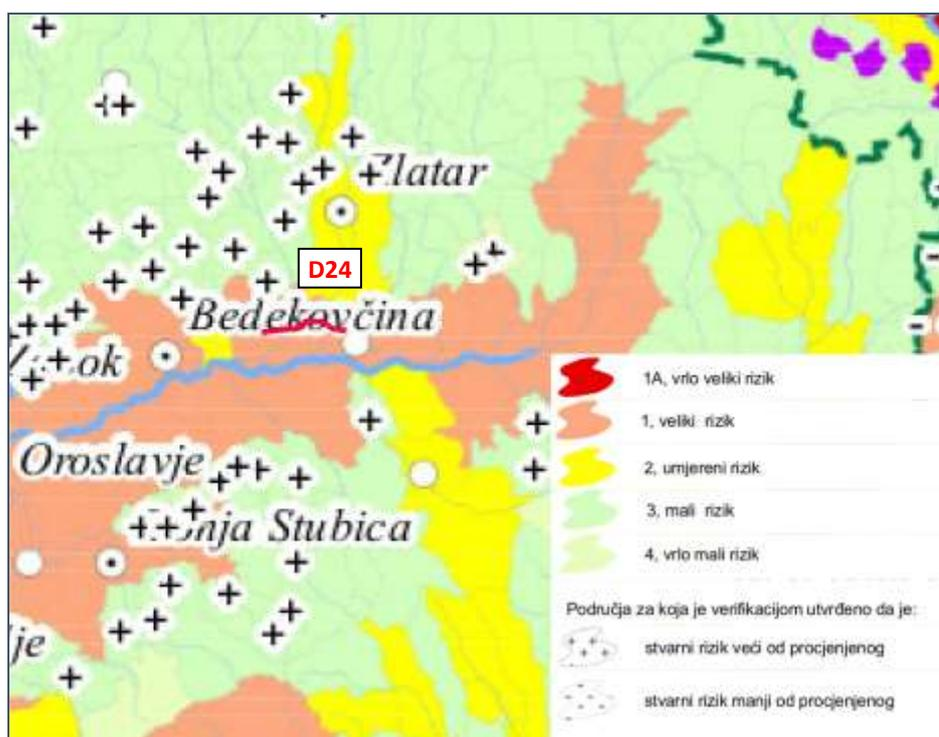 Zlatar
D24
Bedekovčina
Oroslavje
Stubica
1A, vrlo veliki rizik
1, veliki rizik
2, umjereni rizik
3, mali rizik
4, vrlo mali rizik
Područja za koja je verifikacijom utvrđeno da je:
stvarni rizik veći od procjenjenog
stvarni rizik manji od procjenjenog